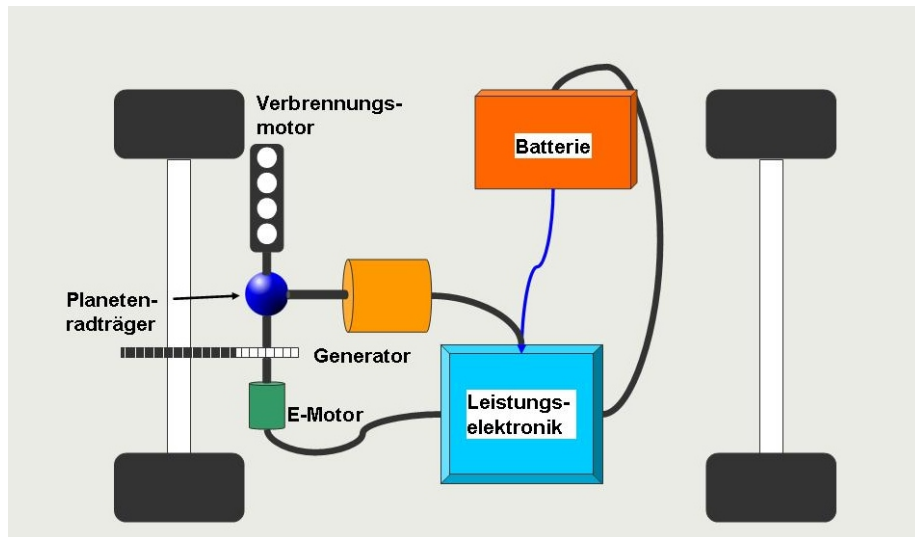 Verbrennungs-
motor
Batterie
Planeten-
radträger
Generator
E-Motor
Leistungs-
elektronik